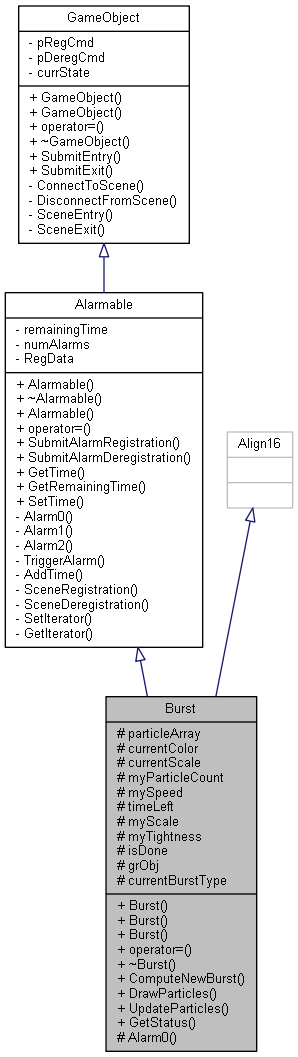 GameObject
- pRegCmd
- pDeregCmd
- currState
+ GameObject()
+ GameObject()
+ operator=()
+ ~GameObject()
+ SubmitEntry()
+ SubmitExit()
- ConnectToScene()
- DisconnectFromScene()
- SceneEntry()
- SceneExit()
Alarmable
- remainingTime
- numAlarms
- RegData
+ Alarmable()
+ ~Alarmable()
+ Alarmable()
+ operator=()
+ SubmitAlarmRegistration()
+ SubmitAlarmDeregistration()
+ GetTime()
+ GetRemainingTime()
+ SetTime()
- Alarm0()
- Alarm1()
- Alarm2()
- TriggerAlarm()
- AddTime()
- SceneRegistration()
- SceneDeregistration()
- SetIterator()
- GetIterator()
Align16
Burst
# particleArray
# currentColor
# currentScale
# myParticleCount
# mySpeed
# timeLeft
# myScale
# myTightness
# isDone
# grObj
# currentBurstType
+ Burst()
+ Burst()
+ Burst()
+ operator=()
+ ~Burst()
+ ComputeNewBurst()
+ DrawParticles()
+ UpdateParticles()
+ GetStatus()
# Alarm0()